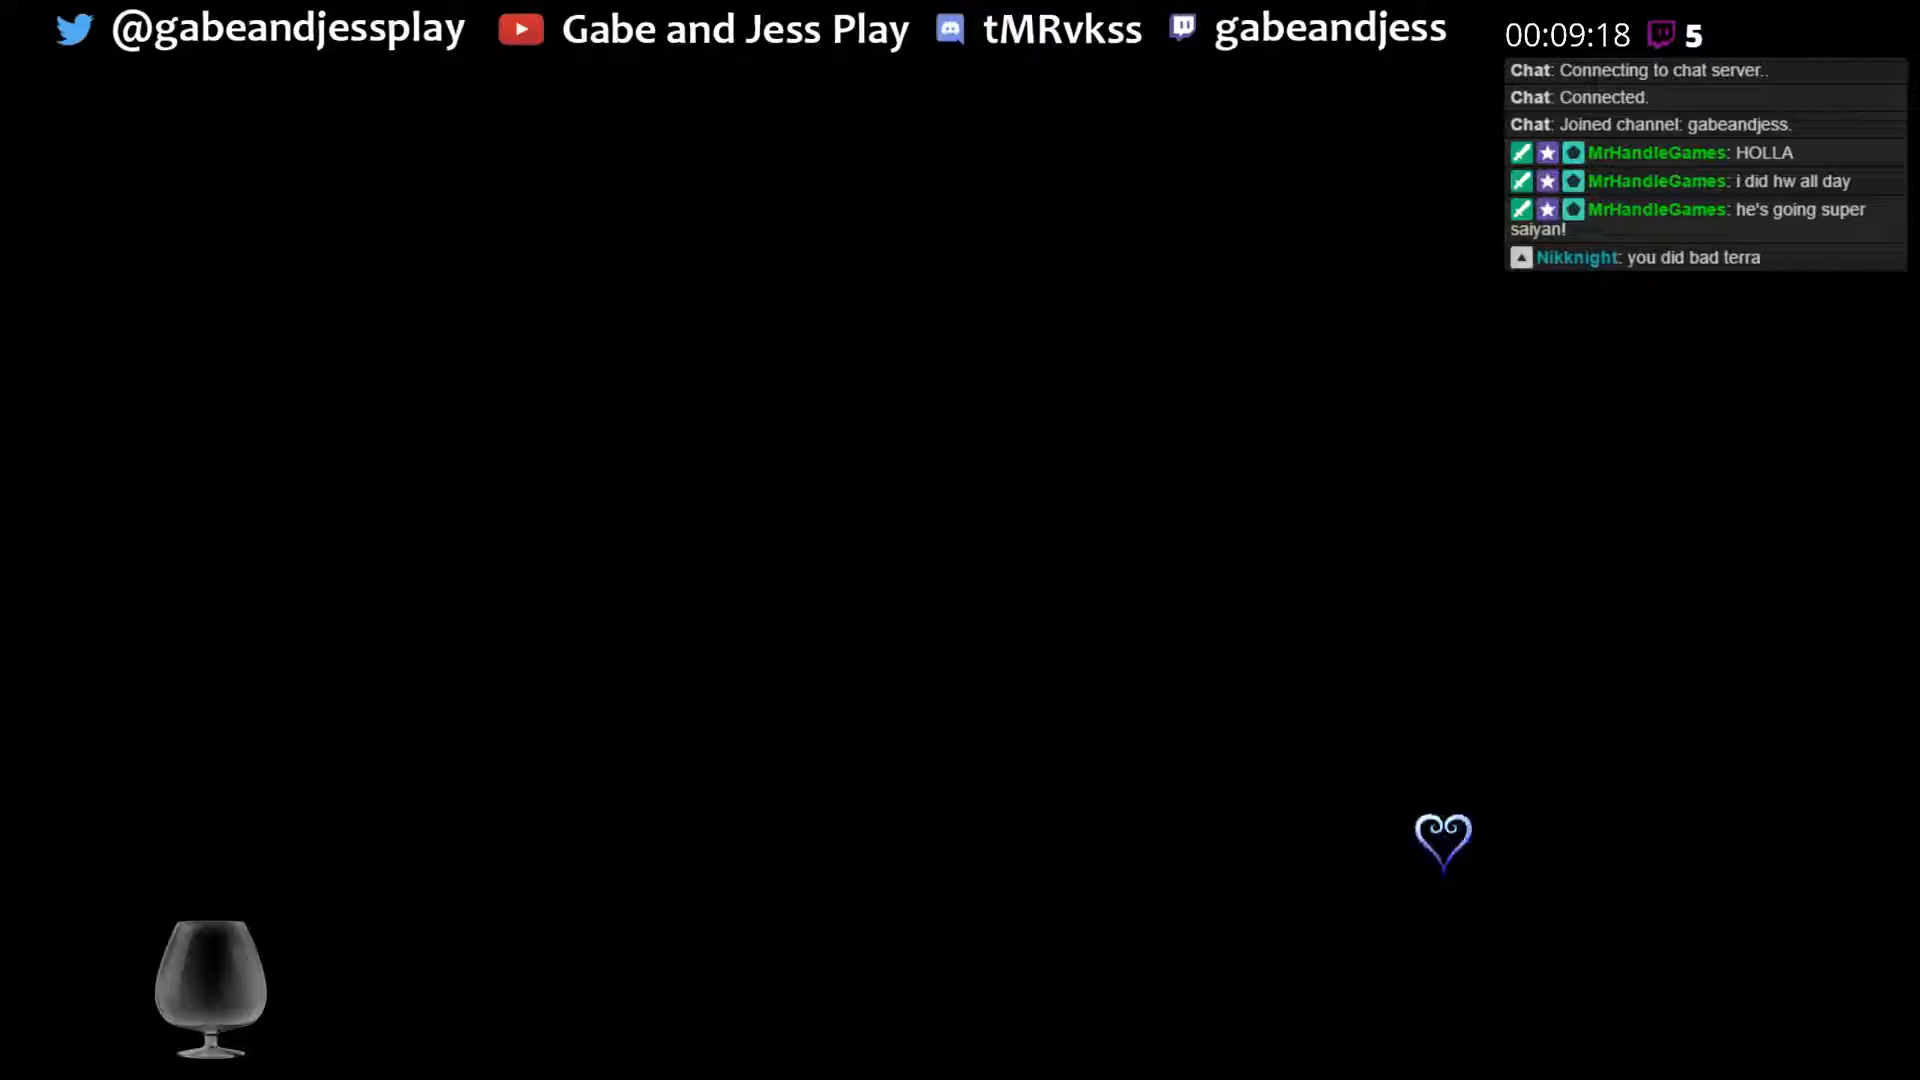 @gabeandjessplay Gabe and Jess Play tMRvkss gabeandjess
00:09:18 5
Chat: Connecting to chat server..
Chat: Connected.
Chat: Joined channel: gabeandjess.
MrHandleGames: HOLLA
MrHandleGames: i did hw all day
MrHandleGames: he's going super
saiyan!
Nikknight: you did bad terra